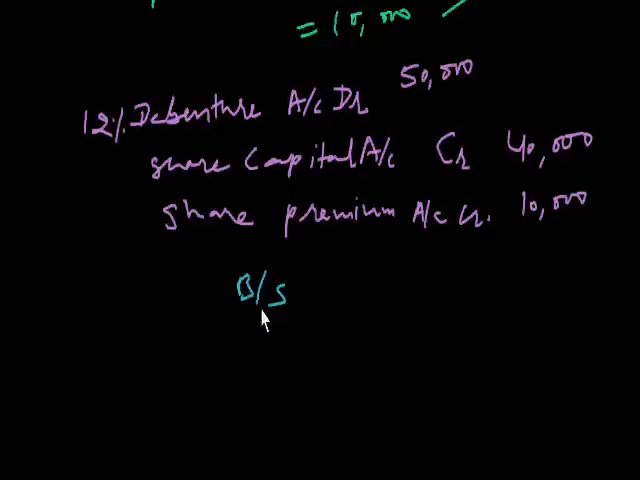 = 10,000
12% Debenture A/c Dr 50,000
share Capital A/c Cr 40,000
share premium A/c Cr. 10,000
B/S